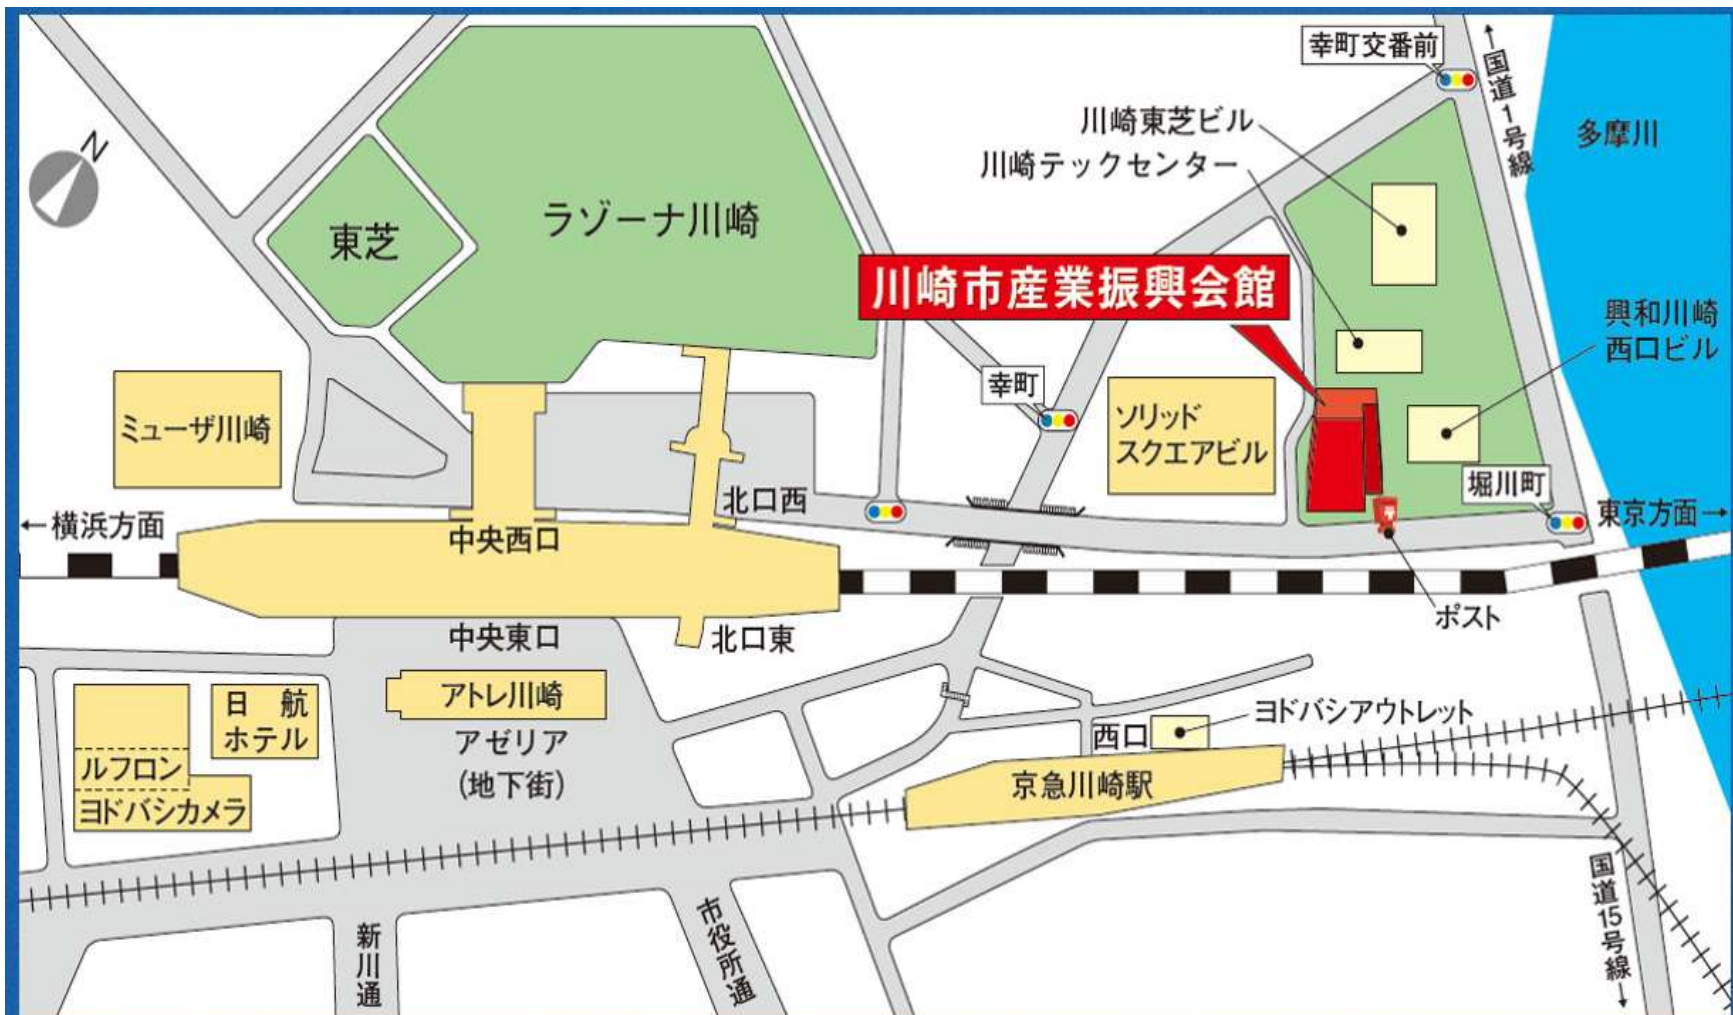 幸町交番前
←国道1号線
川崎東芝ビル
多摩川
N
川崎テックセンター
東芝
ラゾーナ川崎
川崎市産業振興会館
興和川崎
西口ビル
幸町
ミューザ川崎
ソリッド
スクエアビル
堀川町
北口西
←横浜方面
東京方面→
中央西口
ポスト
中央東口
北口東
アトレ川崎
日航
ホテル
ヨドバシアウトレット
西口
アゼリア
(地下街)
ルフロン
京急川崎駅
ヨドバシカメラ
国道15号線→
市役所通
新川通